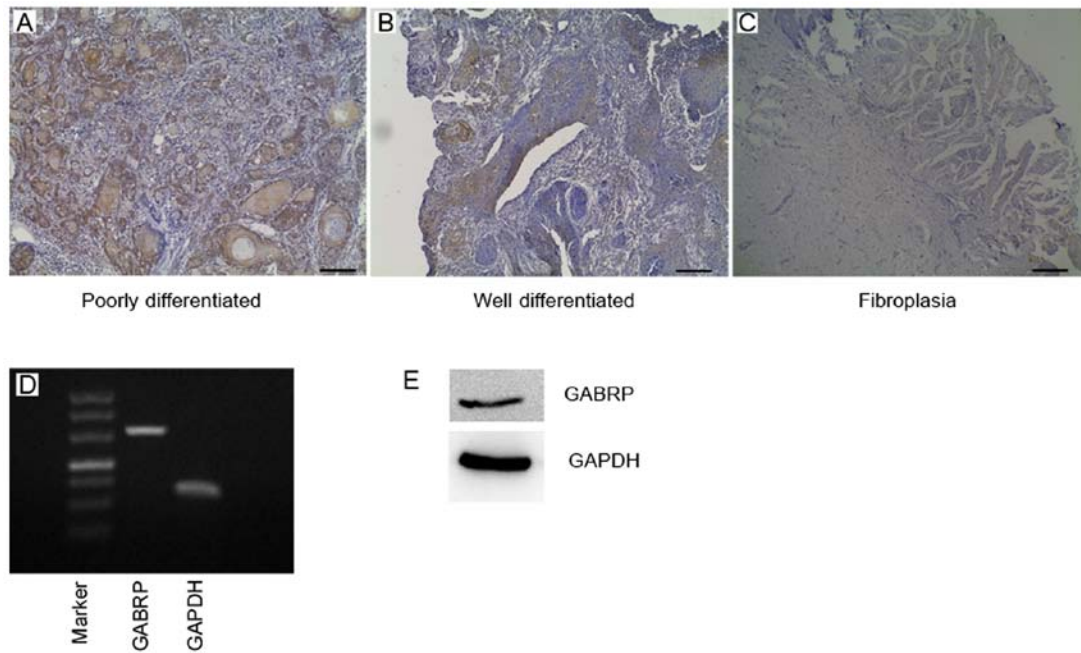 A
B
C
Poorly differentiated
Well differentiated
Fibroplasia
D
E
GABRP
GAPDH
Marker
GABRP
GAPDH